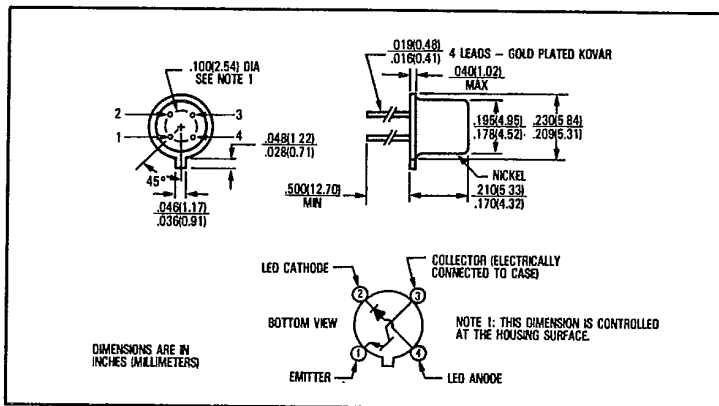 .100(2.54) DIA
SEE NOTE 1
2
3
1
4
45°
.048(1.22)
.028(0.71)
.046(1.17)
.036(0.91)
.019(0.48)
.016(0.41)
4 LEADS – GOLD PLATED KOVAR
.040(1.02)
MAX
.195(4.95)
.178(4.52)
.230(5.84)
.209(5.31)
NICKEL
.500(12.70)
MIN
.210(5.33)
.170(4.32)
LED CATHODE
COLLECTOR (ELECTRICALLY
CONNECTED TO CASE)
2
3
BOTTOM VIEW
NOTE 1: THIS DIMENSION IS CONTROLLED
AT THE HOUSING SURFACE.
1
4
EMITTER
LED ANODE
DIMENSIONS ARE IN
INCHES (MILLIMETERS)